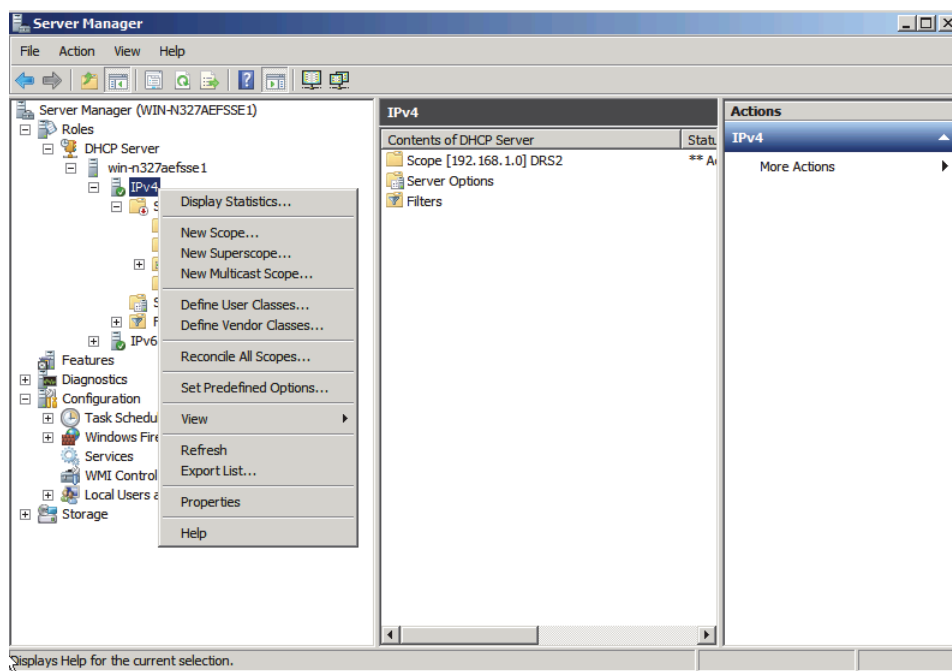 Server Manager
File Action View Help
Server Manager (WIN-N327AEFSSE1)
Roles
DHCP Server
win-n327aefsse1
IPv4
S
S
F
IPv6
Features
Diagnostics
Configuration
Task Schedu
Windows Fire
Services
WMI Control
Local Users a
Storage
Display Statistics...
New Scope...
New Superscope...
New Multicast Scope...
Define User Classes...
Define Vendor Classes...
Reconcile All Scopes...
Set Predefined Options...
View
Refresh
Export List...
Properties
Help
IPv4
Contents of DHCP Server Statu
Scope [192.168.1.0] DRS2 ** A
Server Options
Filters
Actions
IPv4
More Actions
Displays Help for the current selection.